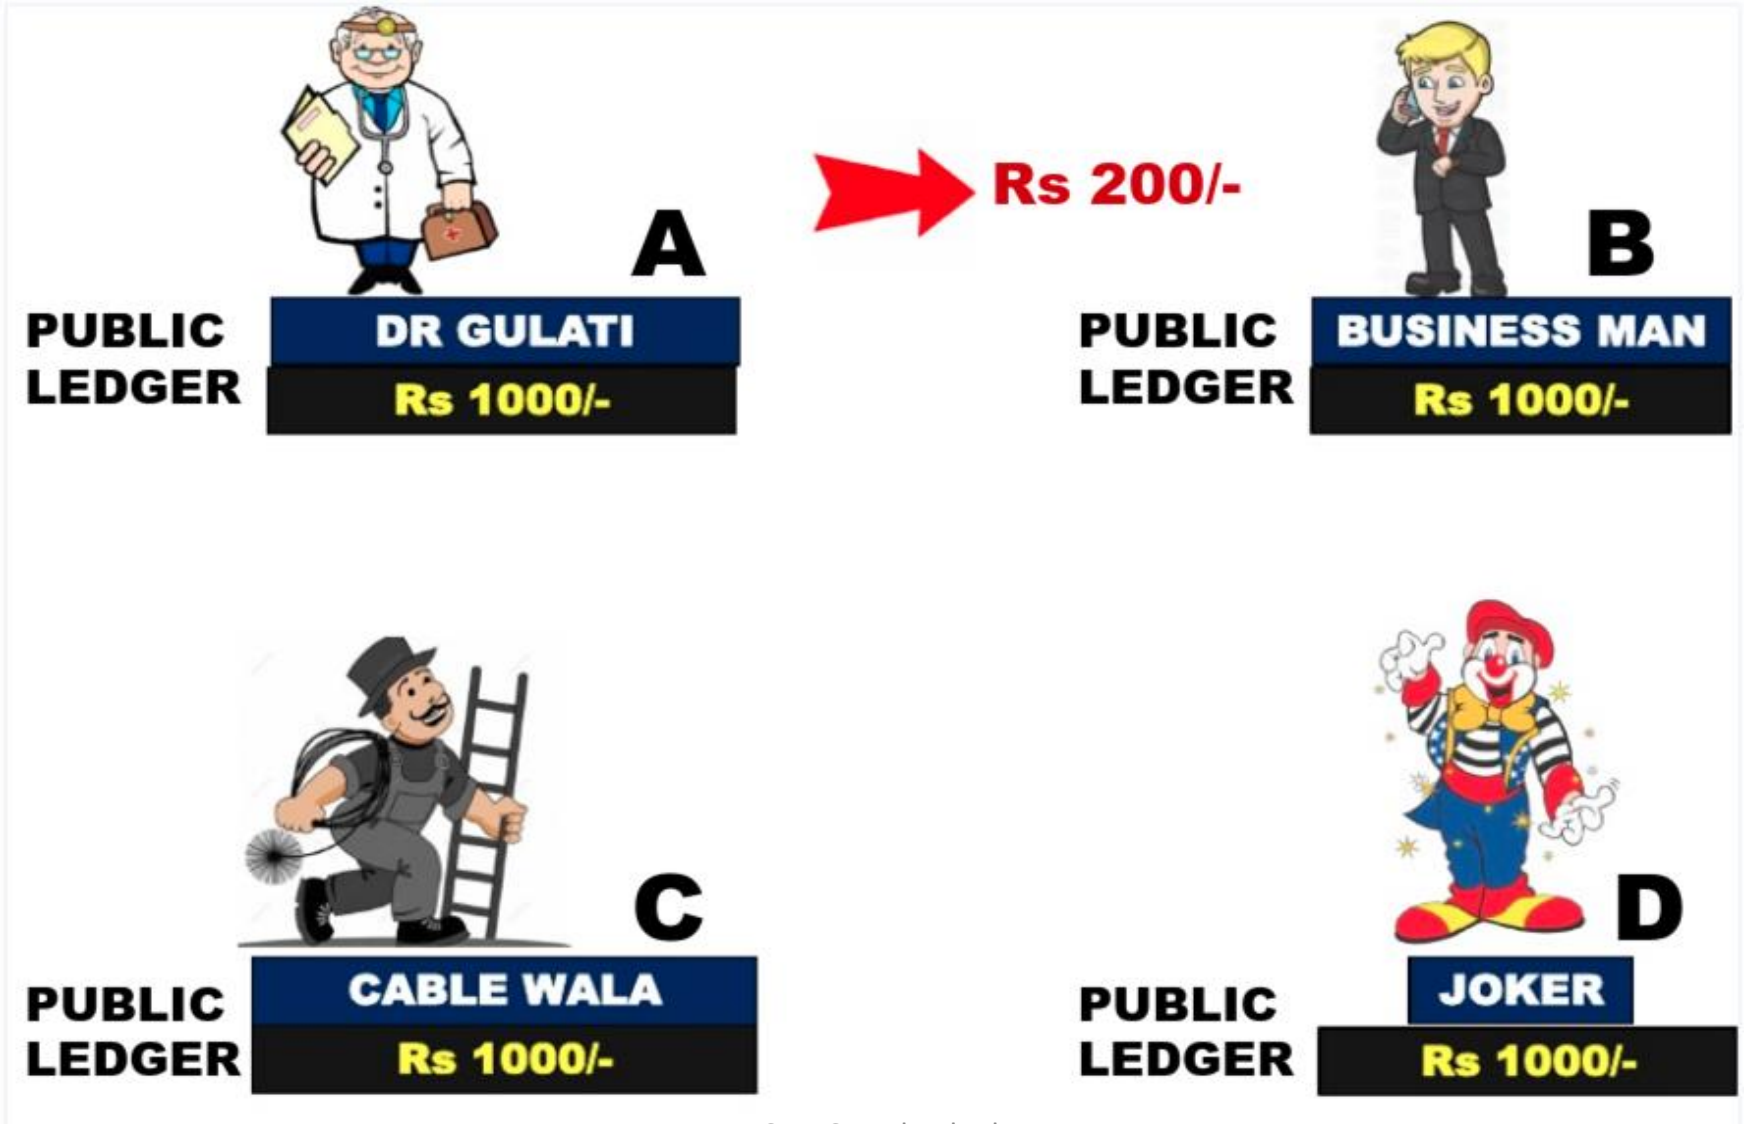 A
Rs 200/-
B
PUBLIC
LEDGER
DR GULATI
Rs 1000/-
PUBLIC
LEDGER
BUSINESS MAN
Rs 1000/-
C
D
PUBLIC
LEDGER
CABLE WALA
Rs 1000/-
PUBLIC
LEDGER
JOKER
Rs 1000/-